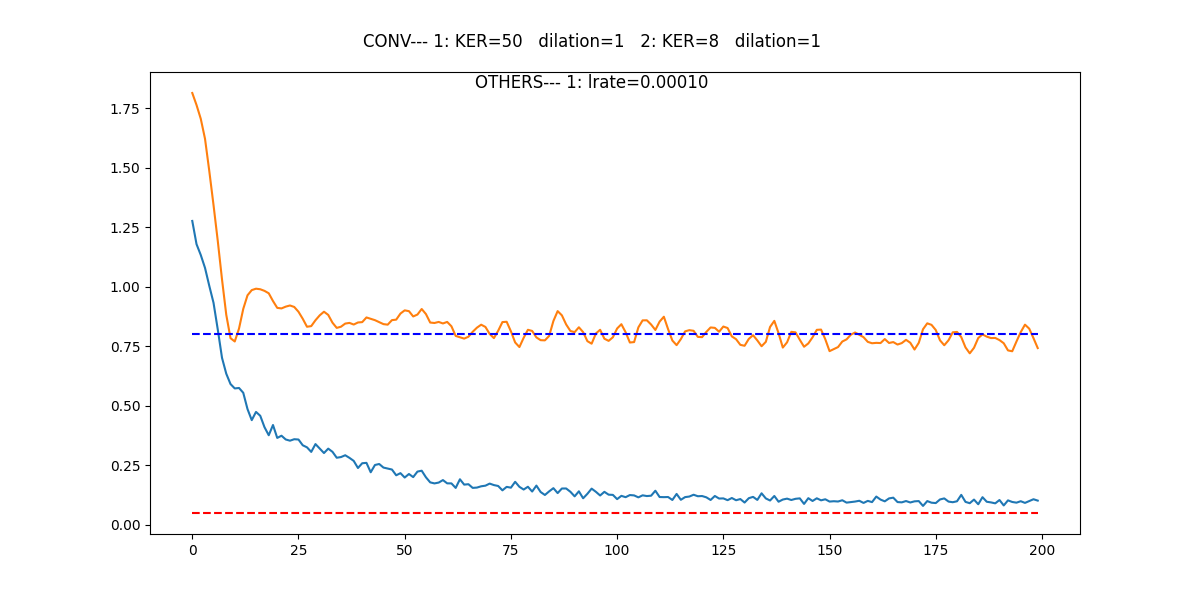 CONV--- 1: KER=50   dilation=1   2: KER=8   dilation=1
OTHERS--- 1: lrate=0.00010
1.75
1.50
1.25
1.00
0.75
0.50
0.25
0.00
0 25 50 75 100 125 150 175 200